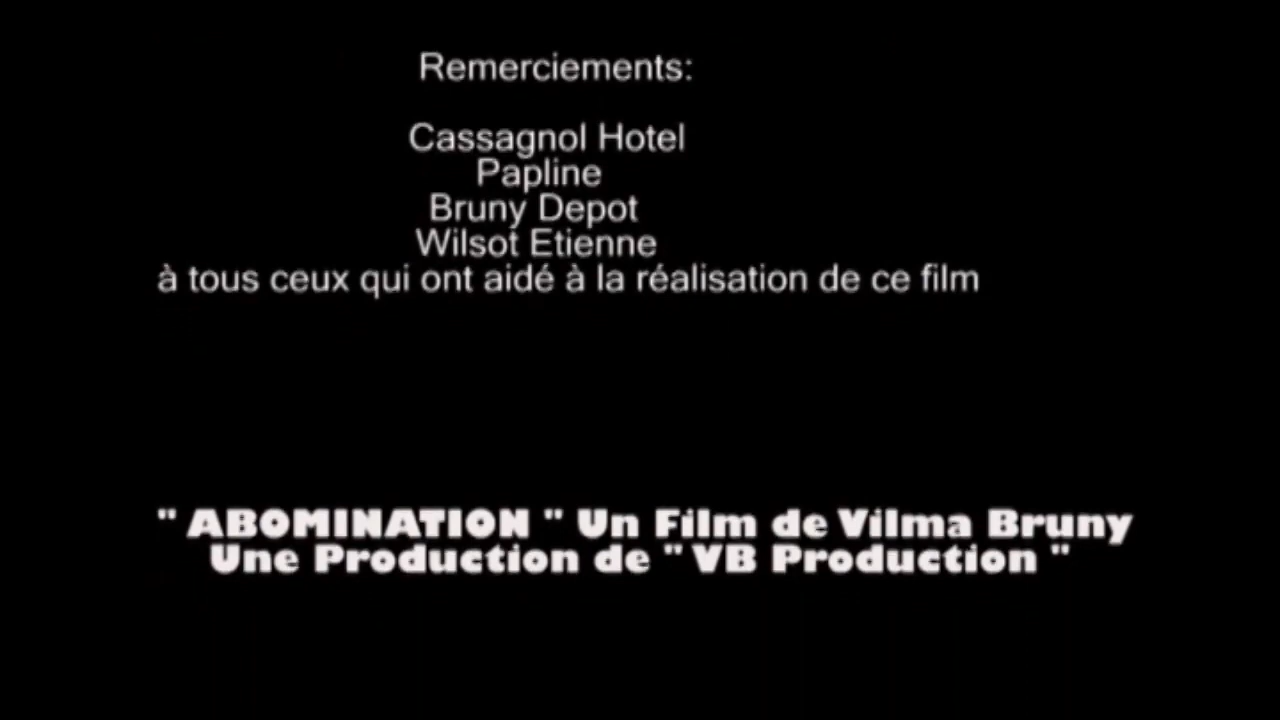 Remerciements:
Cassagnol Hotel
Papline
Bruny Depot
Wilsot Etienne
à tous ceux qui ont aidé à la réalisation de ce film
" ABOMINATION " Un Film de Vilma Bruny
Une Production de " VB Production "